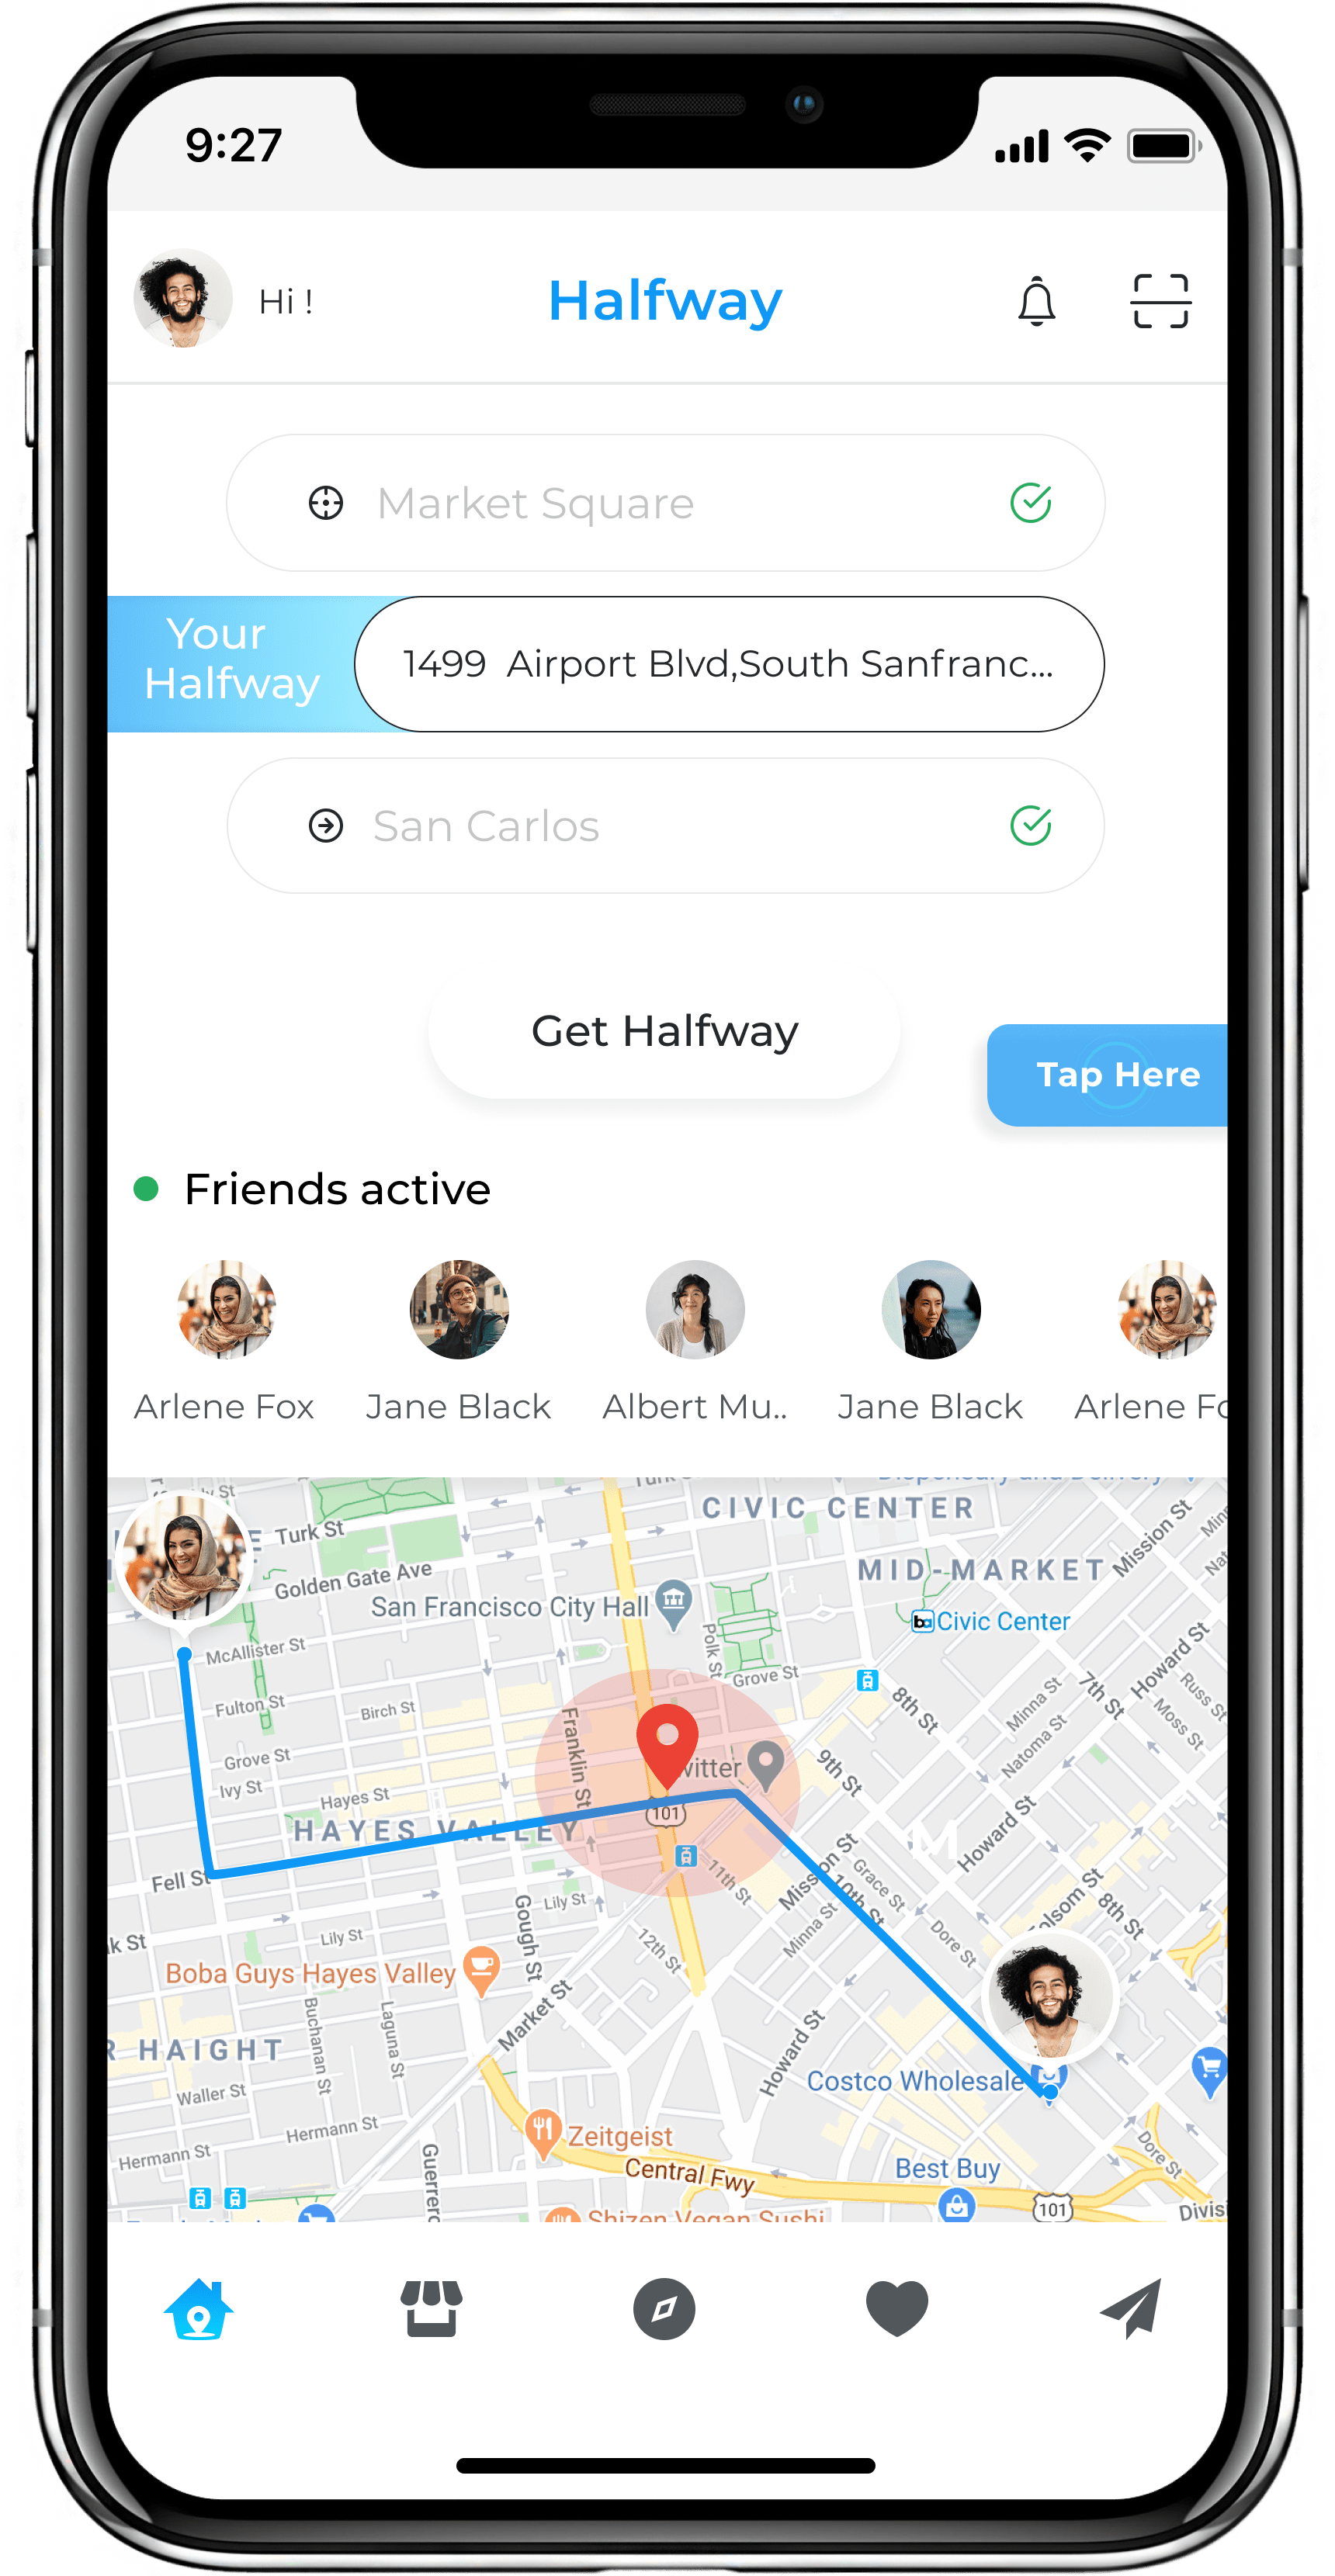 9:27
Hi !
Halfway
Market Square
Your
Halfway
1499  Airport Blvd,South Sanfranc...
San Carlos
Get Halfway
Tap Here
Friends active
Arlene Fox
Jane Black
Albert Mu..
Jane Black
Arlene Fo
Dispensary and Delivery
Turk St
CIVIC CENTER
Mission St
Golden Gate Ave
MID-MARKET
San Francisco City Hall
Civic Center
McAllister St
Polk St
Grove St
Howard St
7th St
Russ St
Moss St
Minna St
Natoma St
8th St
Fulton St
Birch St
Franklin St
Grove St
Ivy St
Hayes St
9th St
HAYES VALLEY
101
Howard St
Fell St
11th St
Mission St
10th St
Grace St
Minna St
Dore St
8th St
Gough St
Lily St
Lily St
12th St
Boba Guys Hayes Valley
Buchanan St
Laguna St
Market St
Howard St
HAIGHT
Waller St
Costco Wholesale
Hermann St
Hermann St
Zeitgeist
Central Fwy
Dore St
Best Buy
101
Divisi
Guerrero
Shizen Vegan Sushi